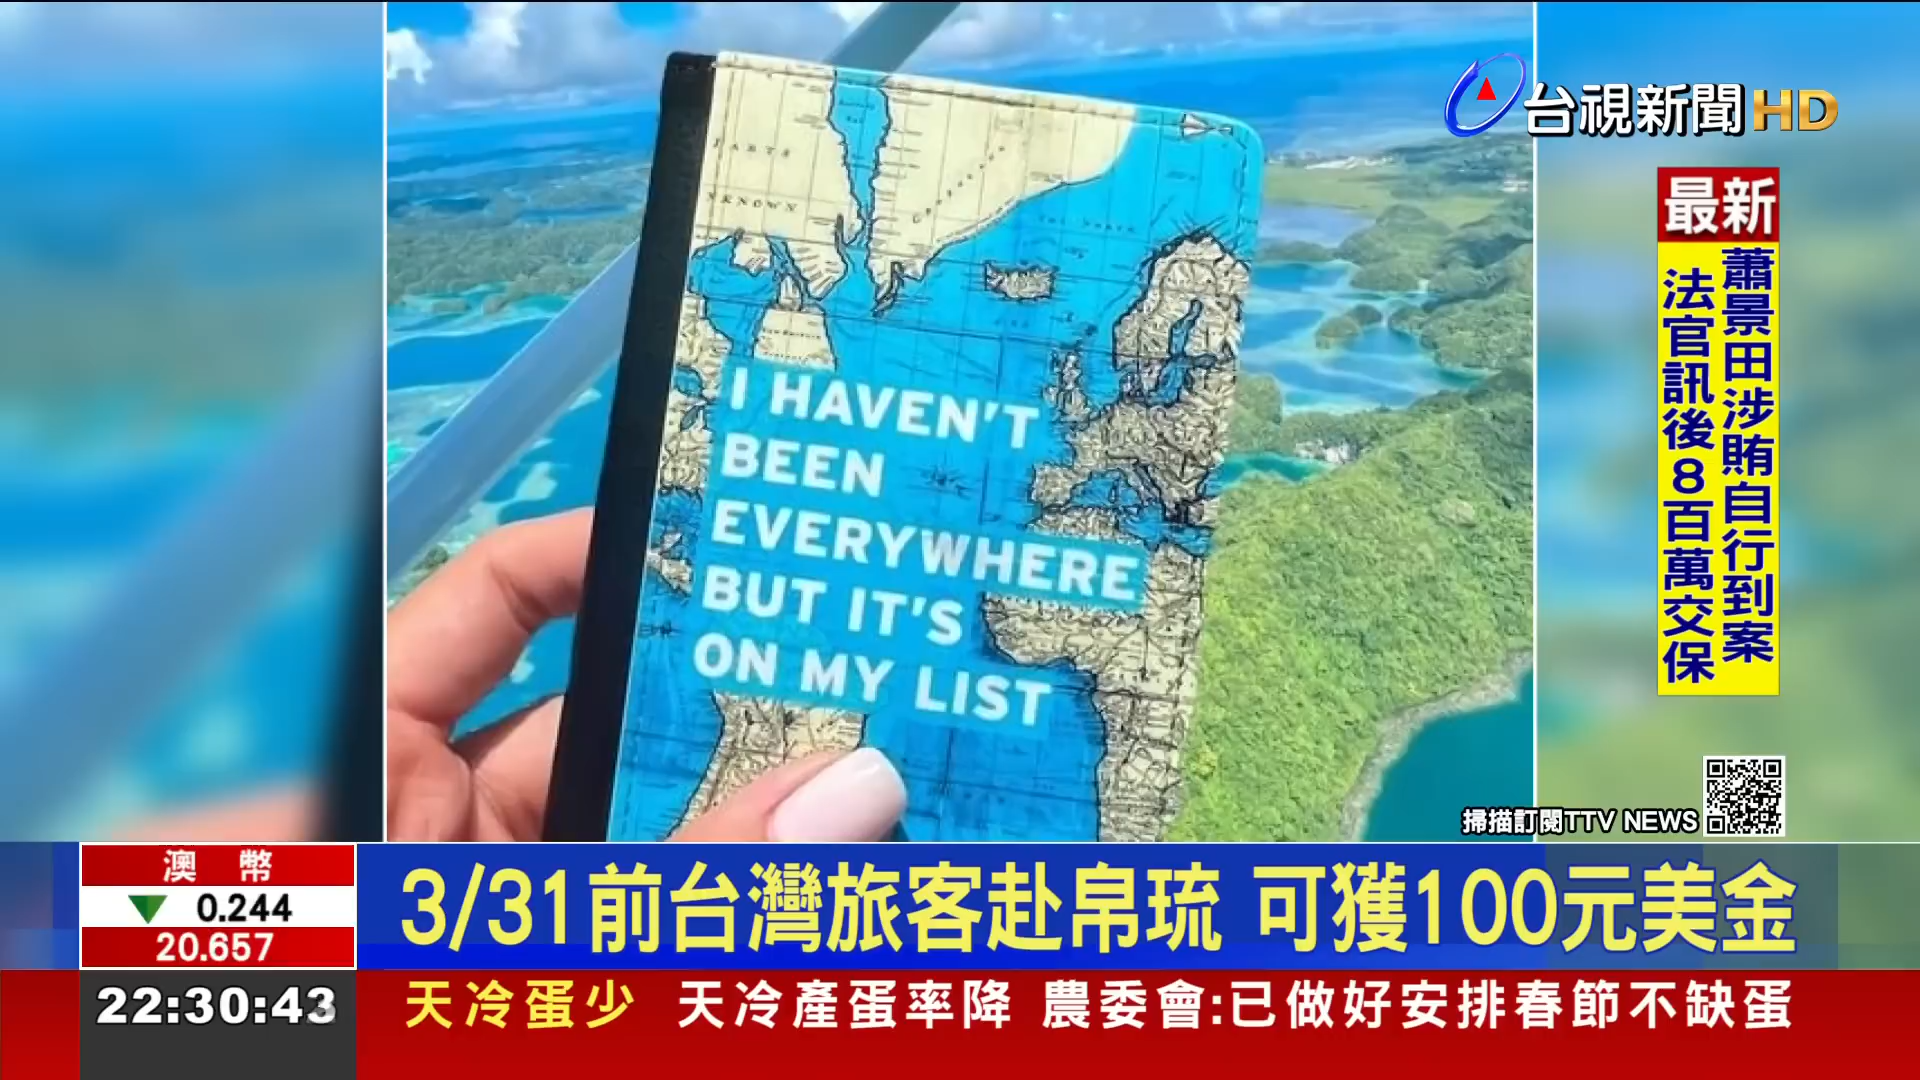 台視新聞HD
最新
蕭景田涉賄自行到案
法官訊後8百萬交保
I HAVEN'T
BEEN
EVERYWHERE
BUT IT'S
ON MY LIST
掃描訂閱TTV NEWS
澳 幣
0.244
20.657
3/31前台灣旅客赴帛琉 可獲100元美金
22:30:43
天冷蛋少 天冷產蛋率降 農委會:已做好安排春節不缺蛋